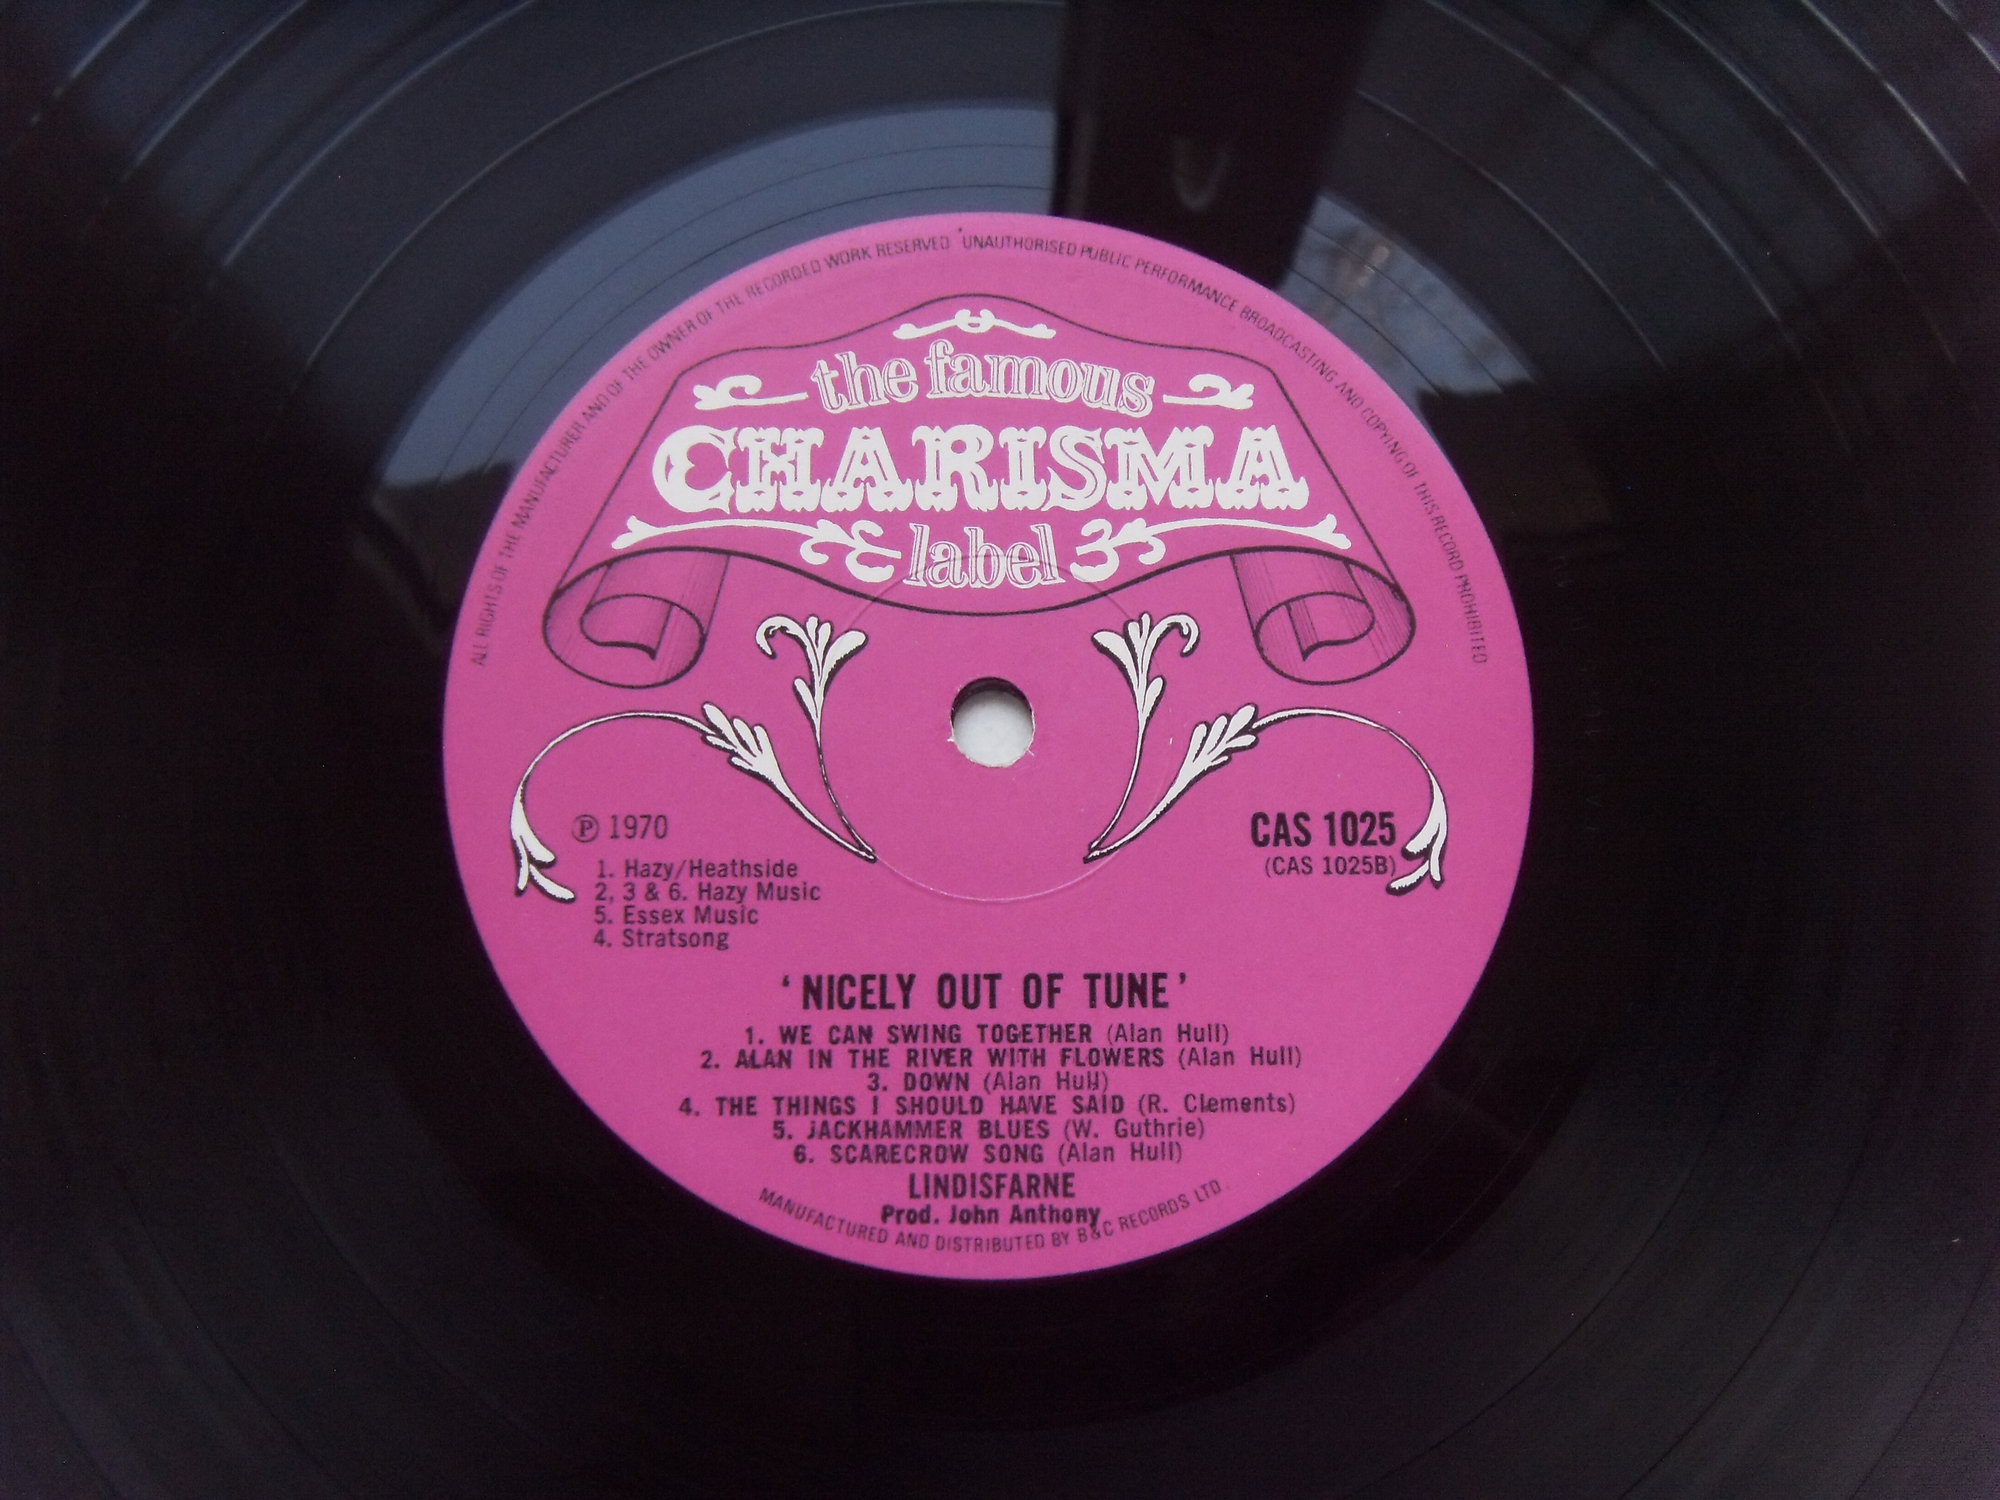 ALL RIGHTS OF THE MANUFACTURER AND OF THE OWNER OF THE RECORDED WORK RESERVED UNAUTHORISED PUBLIC PERFORMANCE BROADCASTING AND COPYING OF THIS RECORD PROHIBITED
the famous
CHARISMA
label
℗ 1970
1. Hazy/Heathside
2, 3 & 6. Hazy Music
5. Essex Music
4. Stratsong
CAS 1025
(CAS 1025B)
'NICELY OUT OF TUNE'
1. WE CAN SWING TOGETHER (Alan Hull)
2. ALAN IN THE RIVER WITH FLOWERS (Alan Hull)
3. DOWN (Alan Hull)
4. THE THINGS I SHOULD HAVE SAID (R. Clements)
5. JACKHAMMER BLUES (W. Guthrie)
6. SCARECROW SONG (Alan Hull)
LINDISFARNE
Prod. John Anthony
MANUFACTURED AND DISTRIBUTED BY B&C RECORDS LTD.